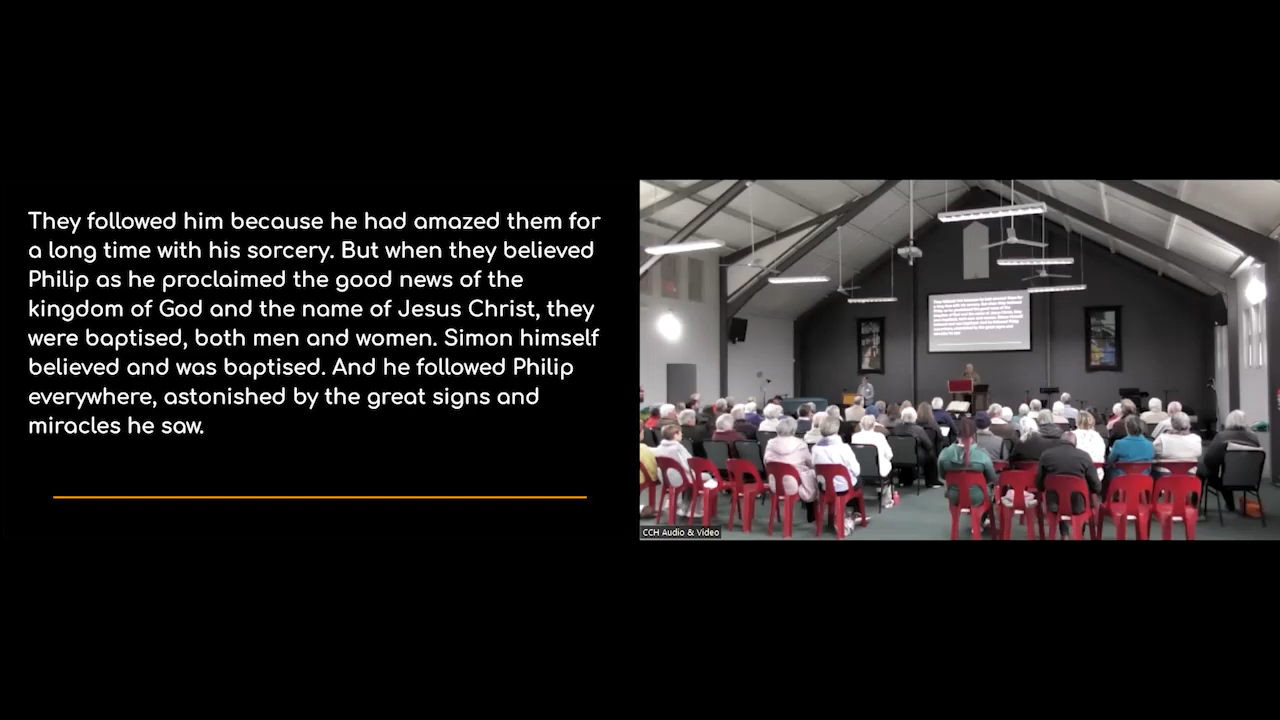 They followed him because he had amazed them for
a long time with his sorcery. But when they believed
Philip as he proclaimed the good news of the
kingdom of God and the name of Jesus Christ, they
were baptised, both men and women. Simon himself
believed and was baptised. And he followed Philip
everywhere, astonished by the great signs and
miracles he saw.
CCH Audio & Video